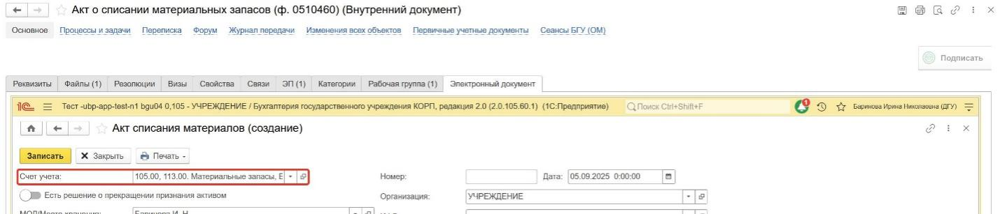 Акт о списании материальных запасов (ф. 0510460) (Внутренний документ)
Основное Процессы и задачи Переписка Форум Журнал передачи Изменения всех объектов Первичные учетные документы Сеансы БГУ (ОМ)
Подписать
Реквизиты Файлы (1) Резолюции Визы Свойства Связи ЭП (1) Категории Рабочая группа (1) Электронный документ
1С Тест -ubp-app-test-n1 bgu04 0,105 - УЧРЕЖДЕНИЕ / Бухгалтерия государственного учреждения КОРП, редакция 2.0 (2.0.105.60.1) (1С:Предприятие) Поиск Ctrl+Shift+F 1 Баринова Ирина Николаевна (ДГУ)
Акт списания материалов (создание)
Записать Закрыть Печать
Счет учета: 105.00, 113.00. Материальные запасы, Б Номер: Дата: 05.09.2025 0:00:00
Есть решение о прекращении признания активом Организация: УЧРЕЖДЕНИЕ
МОЛ/Место хранения: Баринова И. Н.